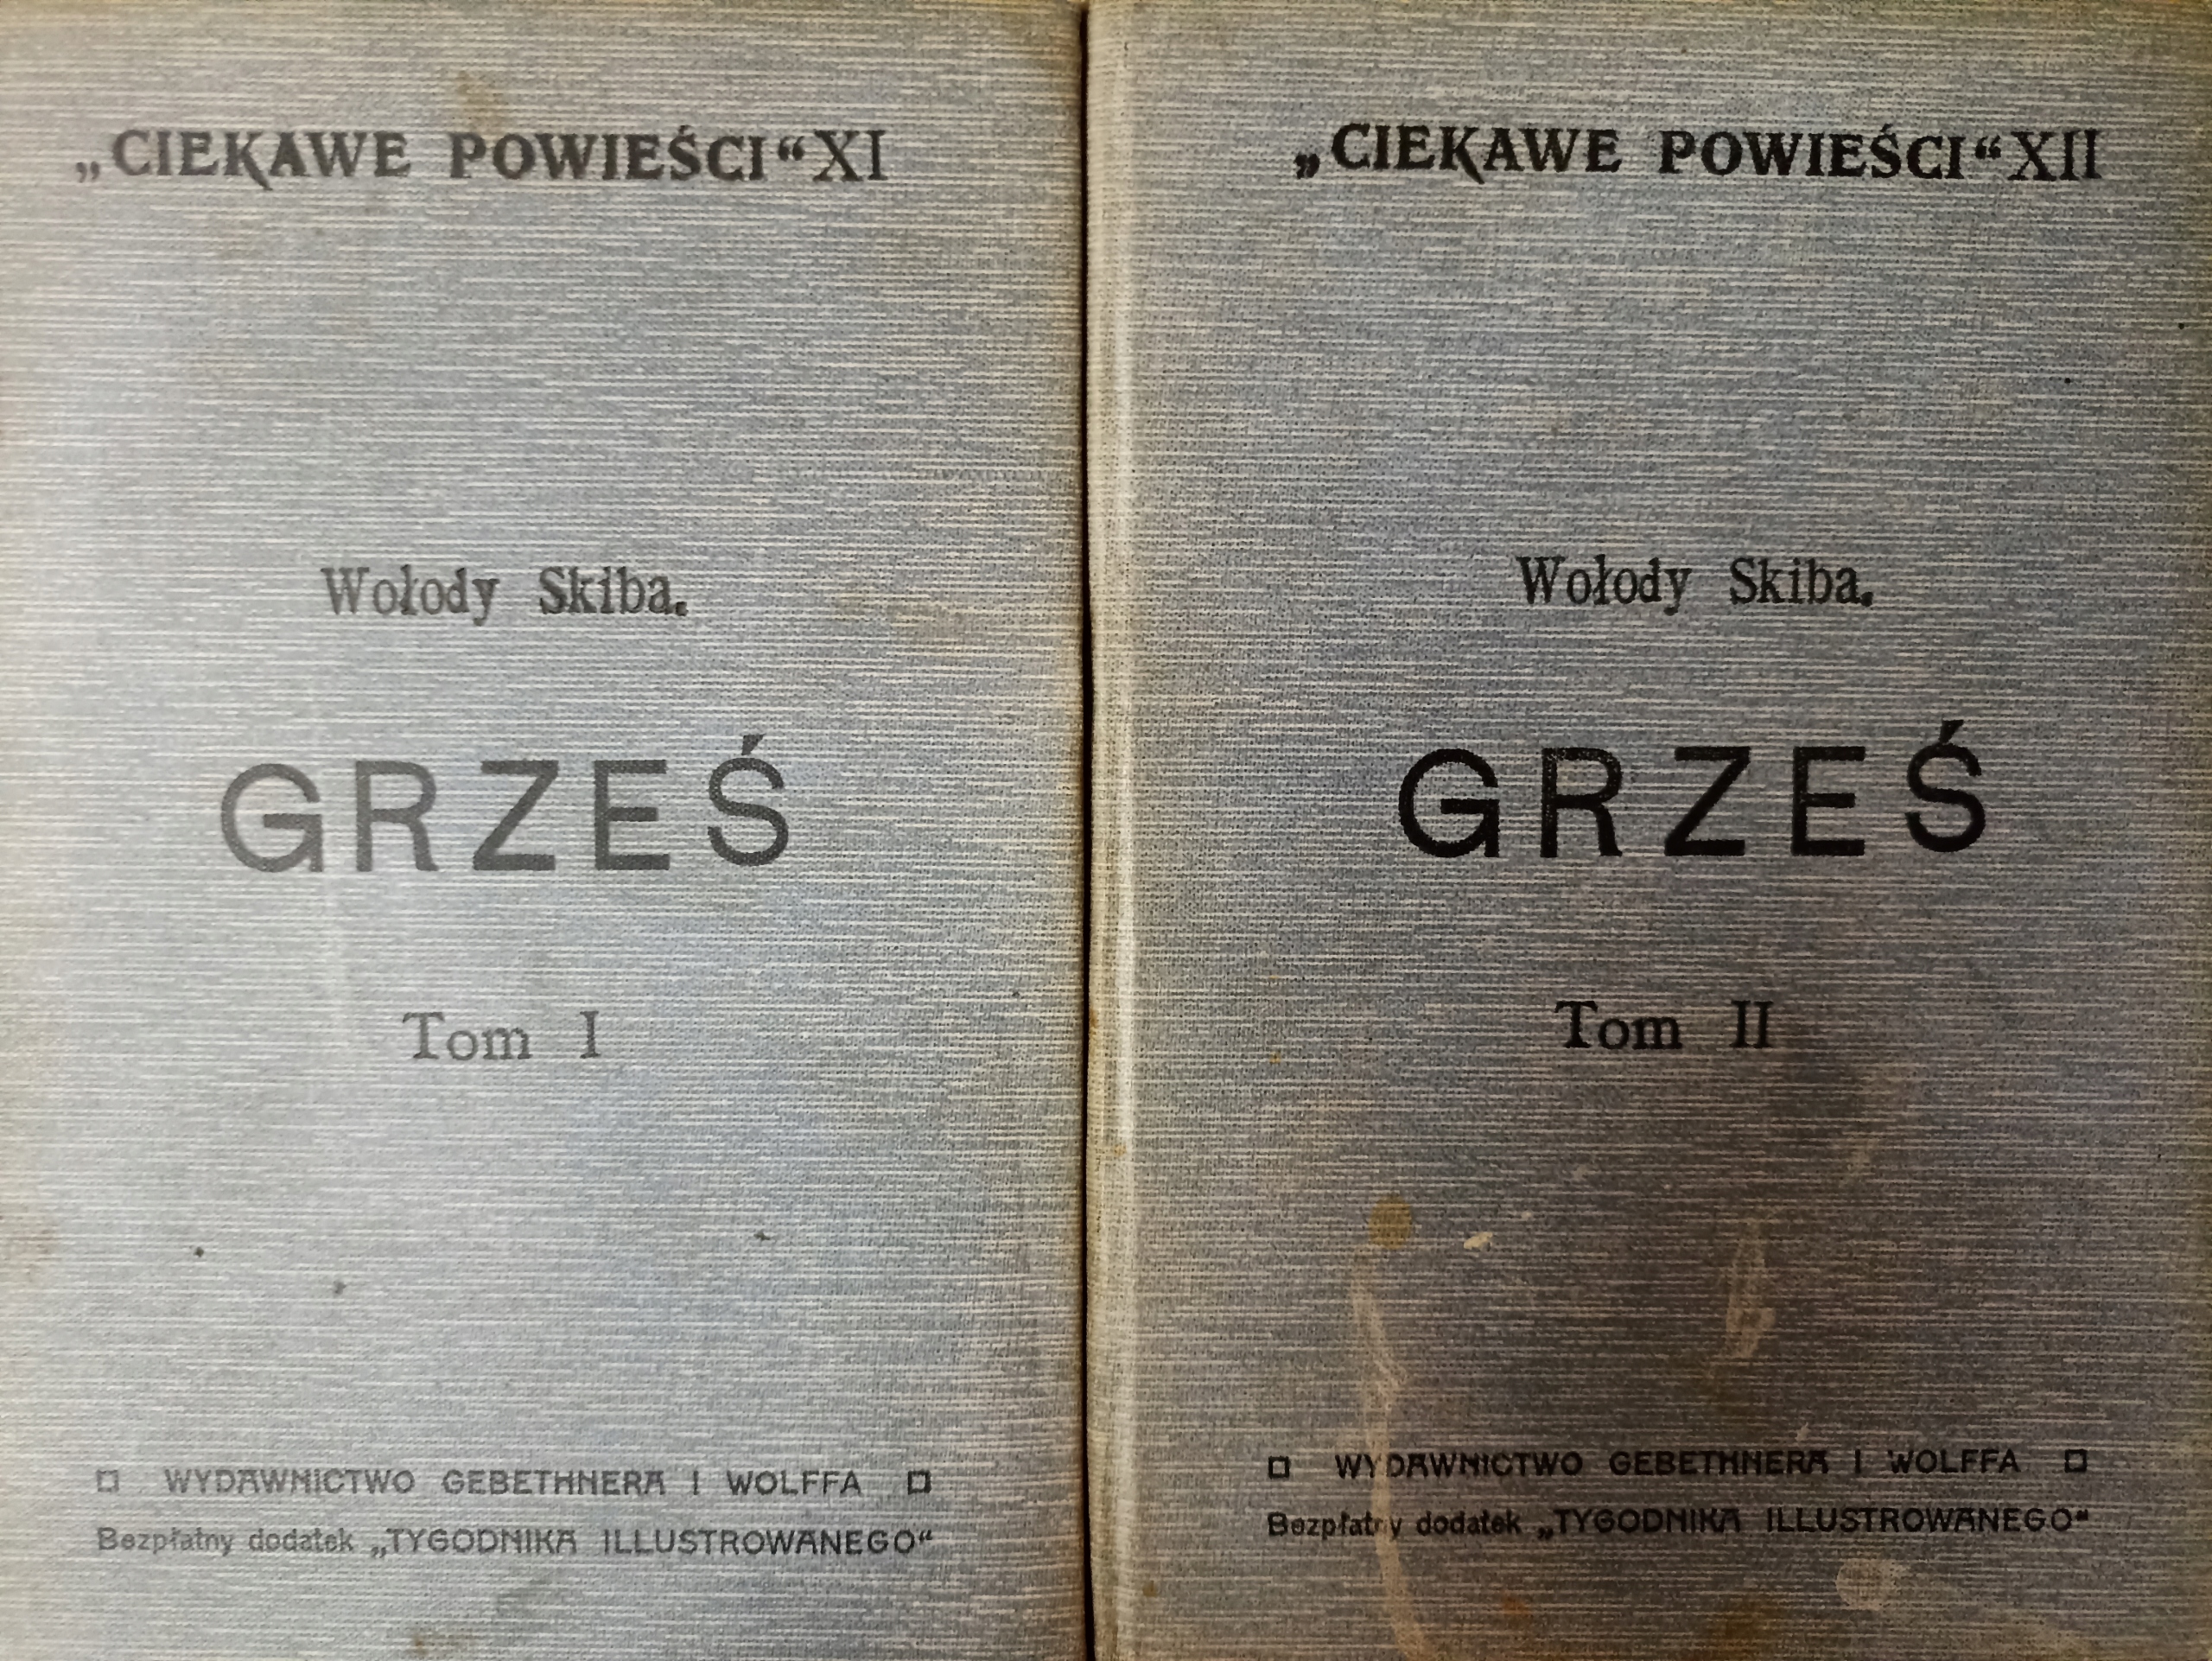 „CIEKAWE POWIEŚCI“ XI
Wołody Skiba.
GRZEŚ
Tom I
WYDAWNICTWO GEBETHNERA I WOLFFA
Bezpłatny dodatek „TYGODNIKA ILLUSTROWANEGO“
„CIEKAWE POWIEŚCI“ XII
Wołody Skiba.
GRZEŚ
Tom II
WYDAWNICTWO GEBETHNERA I WOLFFA
Bezpłatny dodatek „TYGODNIKA ILLUSTROWANEGO“